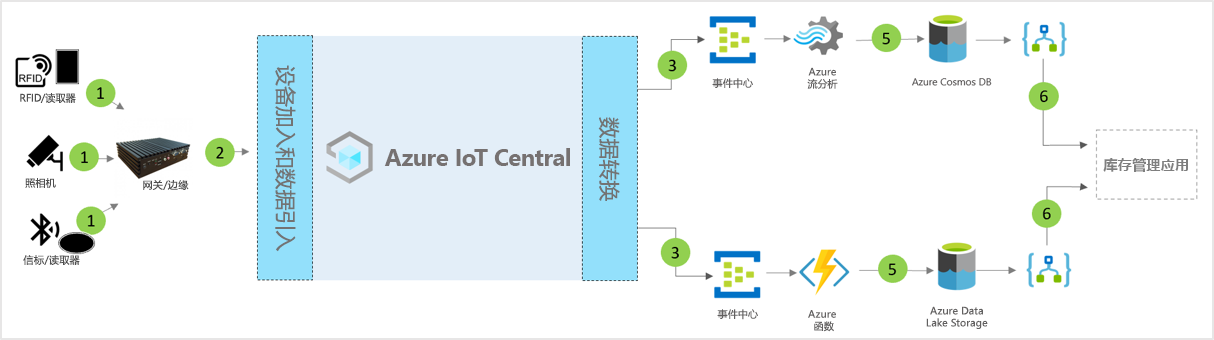 RFID
RFID/读取器
1
照相机
1
信标/读取器
1
网关/边缘
2
设备加入和数据引入
Azure IoT Central
数据转换
3
事件中心
Azure
流分析
5
Azure Cosmos DB
6
库存管理应用
3
事件中心
Azure
函数
5
Azure Data
Lake Storage
6